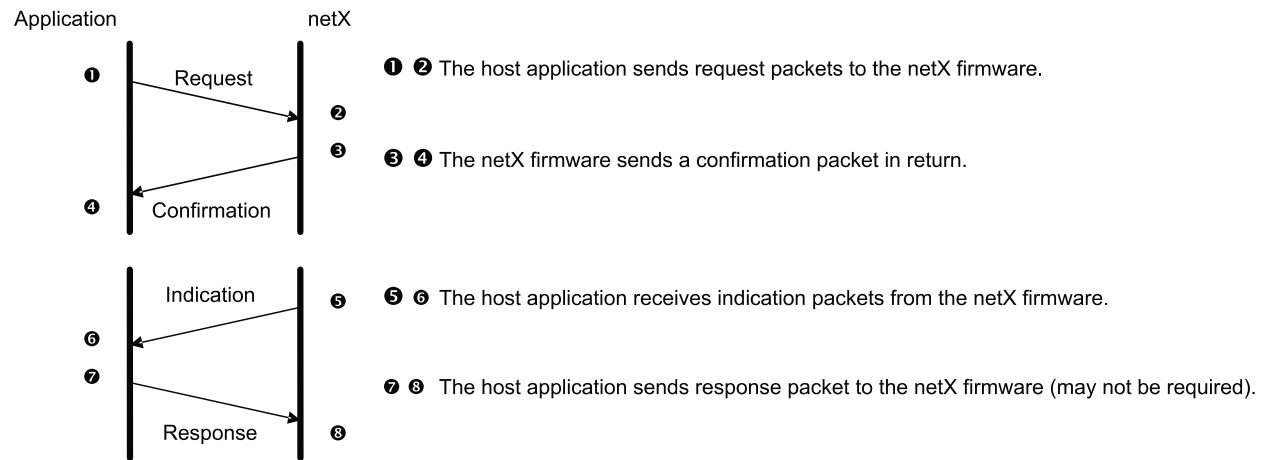 Application netX
❶ Request ❶ ❷ The host application sends request packets to the netX firmware.
❷
❸ ❸ ❹ The netX firmware sends a confirmation packet in return.
❹ Confirmation
Indication ❺ ❺ ❻ The host application receives indication packets from the netX firmware.
❻
❼ ❼ ❽ The host application sends response packet to the netX firmware (may not be required).
Response ❽